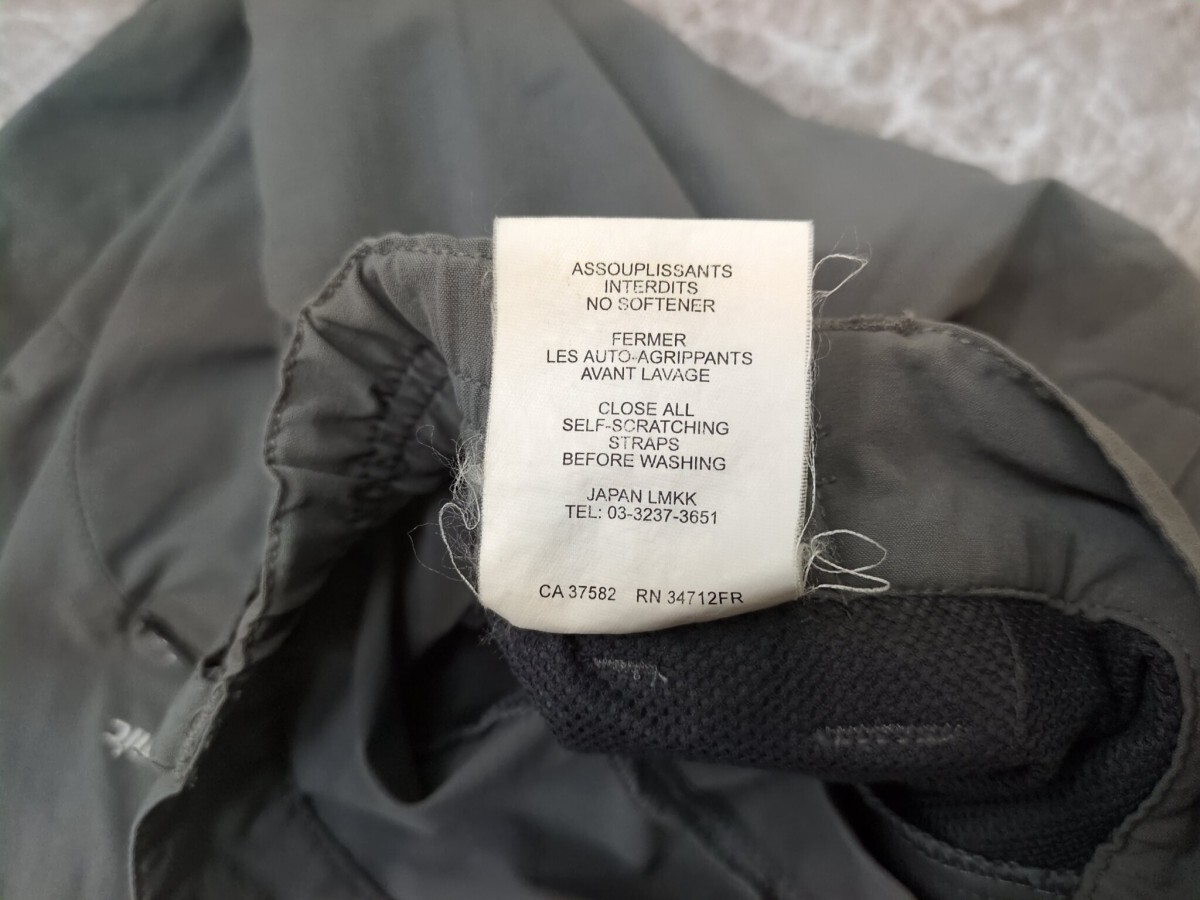 ASSOUPLISSANTS
INTERDITS
NO SOFTENER
FERMER
LES AUTO-AGRIPPANTS
AVANT LAVAGE
CLOSE ALL
SELF-SCRATCHING
STRAPS
BEFORE WASHING
JAPAN LMKK
TEL: 03-3237-3651
CA 37582 RN 34712FR